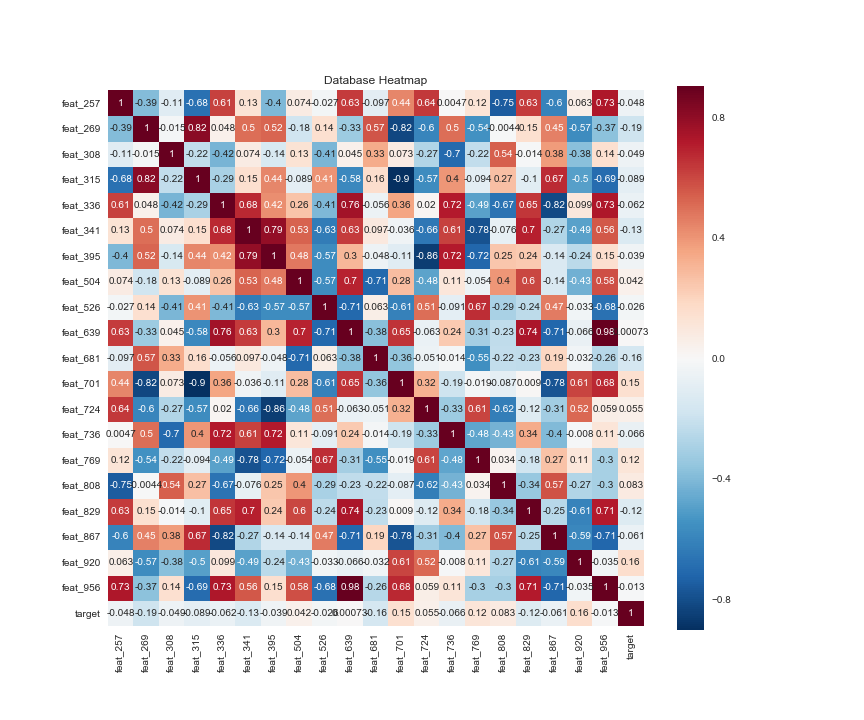 Database Heatmap
feat_257 1 -0.39 -0.11 -0.68 0.61 0.13 -0.4 0.074 -0.027 0.63 -0.097 0.44 0.64 0.0047 0.12 -0.75 0.63 -0.6 0.063 0.73 -0.048
feat_269 -0.39 1 -0.015 0.82 0.048 0.5 0.52 -0.18 0.14 -0.33 0.57 -0.82 -0.6 0.5 -0.54 0.0044 0.15 0.45 -0.57 -0.37 -0.19
feat_308 -0.11 -0.015 1 -0.22 -0.42 0.074 -0.14 0.13 -0.41 0.045 0.33 0.073 -0.27 -0.7 -0.22 0.54 -0.014 0.38 -0.38 0.14 -0.049
feat_315 -0.68 0.82 -0.22 1 -0.29 0.15 0.44 -0.089 0.41 -0.58 0.16 -0.9 -0.57 0.4 -0.094 0.27 -0.1 0.67 -0.5 -0.69 -0.089
feat_336 0.61 0.048 -0.42 -0.29 1 0.68 0.42 0.26 -0.41 0.76 -0.056 0.36 0.02 0.72 -0.49 -0.67 0.65 -0.82 0.099 0.73 -0.062
feat_341 0.13 0.5 0.074 0.15 0.68 1 0.79 0.53 -0.63 0.63 0.097 -0.036 -0.66 0.61 -0.78 -0.076 0.7 -0.27 -0.49 0.56 -0.13
feat_395 -0.4 0.52 -0.14 0.44 0.42 0.79 1 0.48 -0.57 0.3 -0.048 -0.11 -0.86 0.72 -0.72 0.25 0.24 -0.14 -0.24 0.15 -0.039
feat_504 0.074 -0.18 0.13 -0.089 0.26 0.53 0.48 1 -0.57 0.7 -0.71 0.28 -0.48 0.11 -0.054 0.4 0.6 -0.14 -0.43 0.58 0.042
feat_526 -0.027 0.14 -0.41 0.41 -0.41 -0.63 -0.57 -0.57 1 -0.71 0.063 -0.61 0.51 -0.091 0.67 -0.29 -0.24 0.47 -0.033 -0.68 -0.026
feat_639 0.63 -0.33 0.045 -0.58 0.76 0.63 0.3 0.7 -0.71 1 -0.38 0.65 -0.063 0.24 -0.31 -0.23 0.74 -0.71 -0.066 0.98 0.00073
feat_681 -0.097 0.57 0.33 0.16 -0.056 0.097 -0.048 -0.71 0.063 -0.38 1 -0.36 -0.051 -0.014 -0.55 -0.22 -0.23 0.19 -0.032 -0.26 -0.16
feat_701 0.44 -0.82 0.073 -0.9 0.36 -0.036 -0.11 0.28 -0.61 0.65 -0.36 1 0.32 -0.19 -0.019 -0.087 0.009 -0.78 0.61 0.68 0.15
feat_724 0.64 -0.6 -0.27 -0.57 0.02 -0.66 -0.86 -0.48 0.51 -0.063 -0.051 0.32 1 -0.33 0.61 -0.62 -0.12 -0.31 0.52 0.059 0.055
feat_736 0.0047 0.5 -0.7 0.4 0.72 0.61 0.72 0.11 -0.091 0.24 -0.014 -0.19 -0.33 1 -0.48 -0.43 0.34 -0.4 -0.008 0.11 -0.066
feat_769 0.12 -0.54 -0.22 -0.094 -0.49 -0.78 -0.72 -0.054 0.67 -0.31 -0.55 -0.019 0.61 -0.48 1 0.034 -0.18 0.27 0.11 -0.3 0.12
feat_808 -0.75 0.0044 0.54 0.27 -0.67 -0.076 0.25 0.4 -0.29 -0.23 -0.22 -0.087 -0.62 -0.43 0.034 1 -0.34 0.57 -0.27 -0.3 0.083
feat_829 0.63 0.15 -0.014 -0.1 0.65 0.7 0.24 0.6 -0.24 0.74 -0.23 0.009 -0.12 0.34 -0.18 -0.34 1 -0.25 -0.61 0.71 -0.12
feat_867 -0.6 0.45 0.38 0.67 -0.82 -0.27 -0.14 -0.14 0.47 -0.71 0.19 -0.78 -0.31 -0.4 0.27 0.57 -0.25 1 -0.59 -0.71 -0.061
feat_920 0.063 -0.57 -0.38 -0.5 0.099 -0.49 -0.24 -0.43 -0.033 -0.066 -0.032 0.61 0.52 -0.008 0.11 -0.27 -0.61 -0.59 1 -0.035 0.16
feat_956 0.73 -0.37 0.14 -0.69 0.73 0.56 0.15 0.58 -0.68 0.98 -0.26 0.68 0.059 0.11 -0.3 -0.3 0.71 -0.71 -0.035 1 -0.013
target -0.048 -0.19 -0.049 -0.089 -0.062 -0.13 -0.039 0.042 -0.026 0.00073 -0.16 0.15 0.055 -0.066 0.12 0.083 -0.12 -0.061 0.16 -0.013 1
feat_257 feat_269 feat_308 feat_315 feat_336 feat_341 feat_395 feat_504 feat_526 feat_639 feat_681 feat_701 feat_724 feat_736 feat_769 feat_808 feat_829 feat_867 feat_920 feat_956 target
0.8
0.4
0.0
−0.4
−0.8